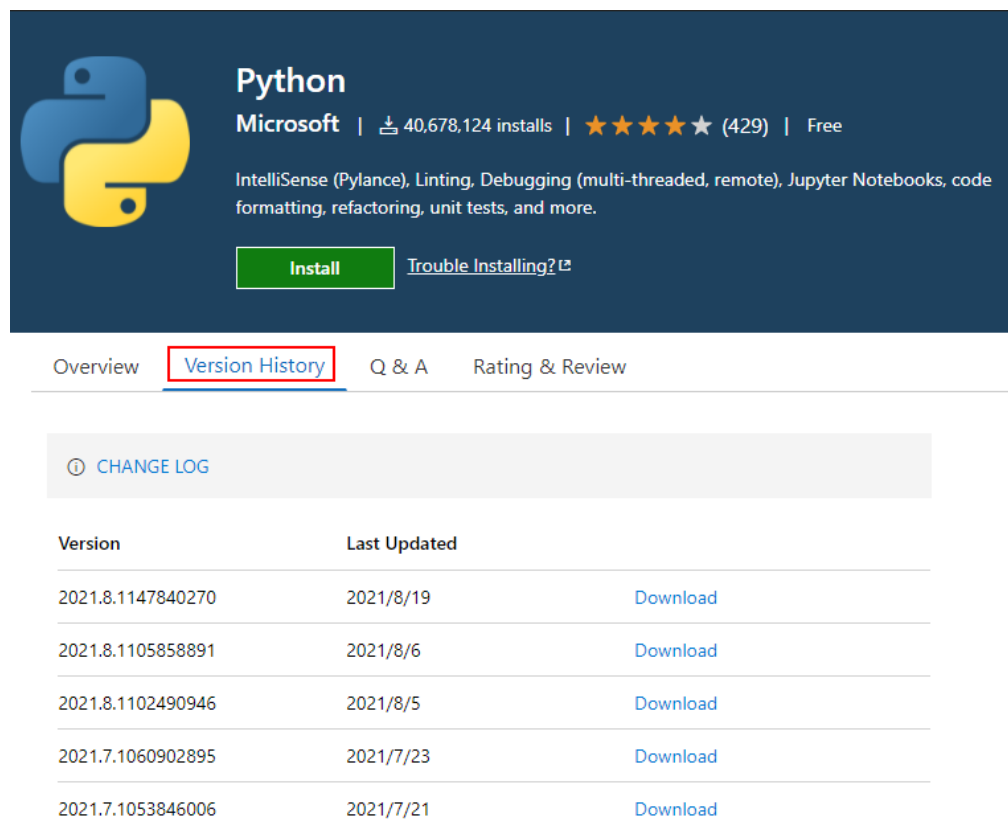 Python
Microsoft | 40,678,124 installs | (429) | Free
IntelliSense (Pylance), Linting, Debugging (multi-threaded, remote), Jupyter Notebooks, code
formatting, refactoring, unit tests, and more.
Install Trouble Installing?
Overview Version History Q & A Rating & Review
CHANGE LOG
Version Last Updated
2021.8.1147840270 2021/8/19 Download
2021.8.1105858891 2021/8/6 Download
2021.8.1102490946 2021/8/5 Download
2021.7.1060902895 2021/7/23 Download
2021.7.1053846006 2021/7/21 Download